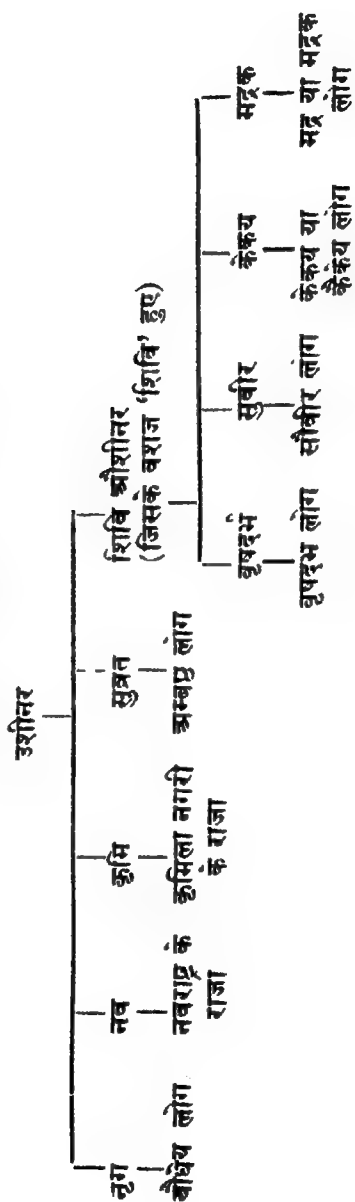 उशीनर
नृग
नव
कृमि
सुव्रत
शिवि औशीनर
(जिसके वंशज 'शिवि' हुए)
यौधेय लोग
नवराष्ट्र के
राजा
कृमिला नगरी
के राजा
अम्बष्ठ लोग
वृषदर्भ
सुवीर
केकय
मद्रक
वृषदर्भ लोग
सौवीर लोग
केकय या
कैकेय लोग
मद्र या मद्रक
लोग